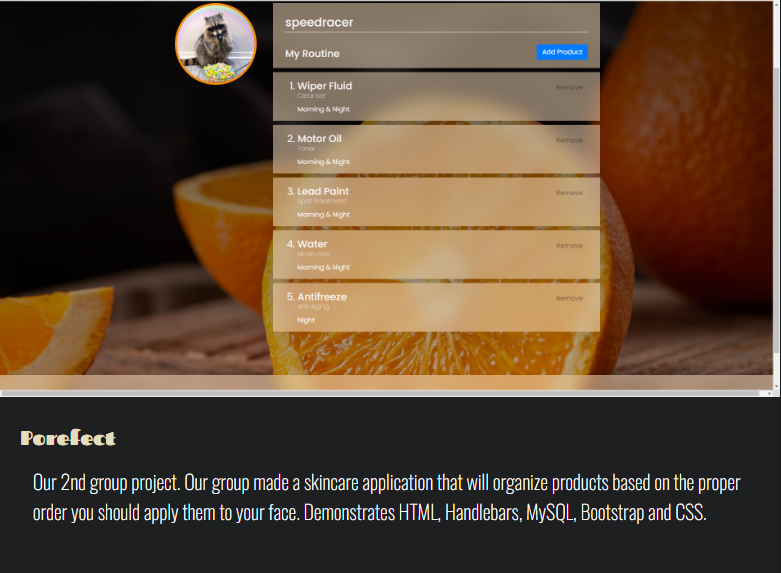 speedracer
My Routine
Add Product
1. Wiper Fluid
Remove
Cleanser
Morning & Night
2. Motor Oil
Remove
Toner
Morning & Night
3. Lead Paint
Remove
Spot Treatment
Morning & Night
4. Water
Remove
Moisturizer
Morning & Night
5. Antifreeze
Remove
Anti Aging
Night
Porefect
Our 2nd group project. Our group made a skincare application that will organize products based on the proper
order you should apply them to your face. Demonstrates HTML, Handlebars, MySQL, Bootstrap and CSS.